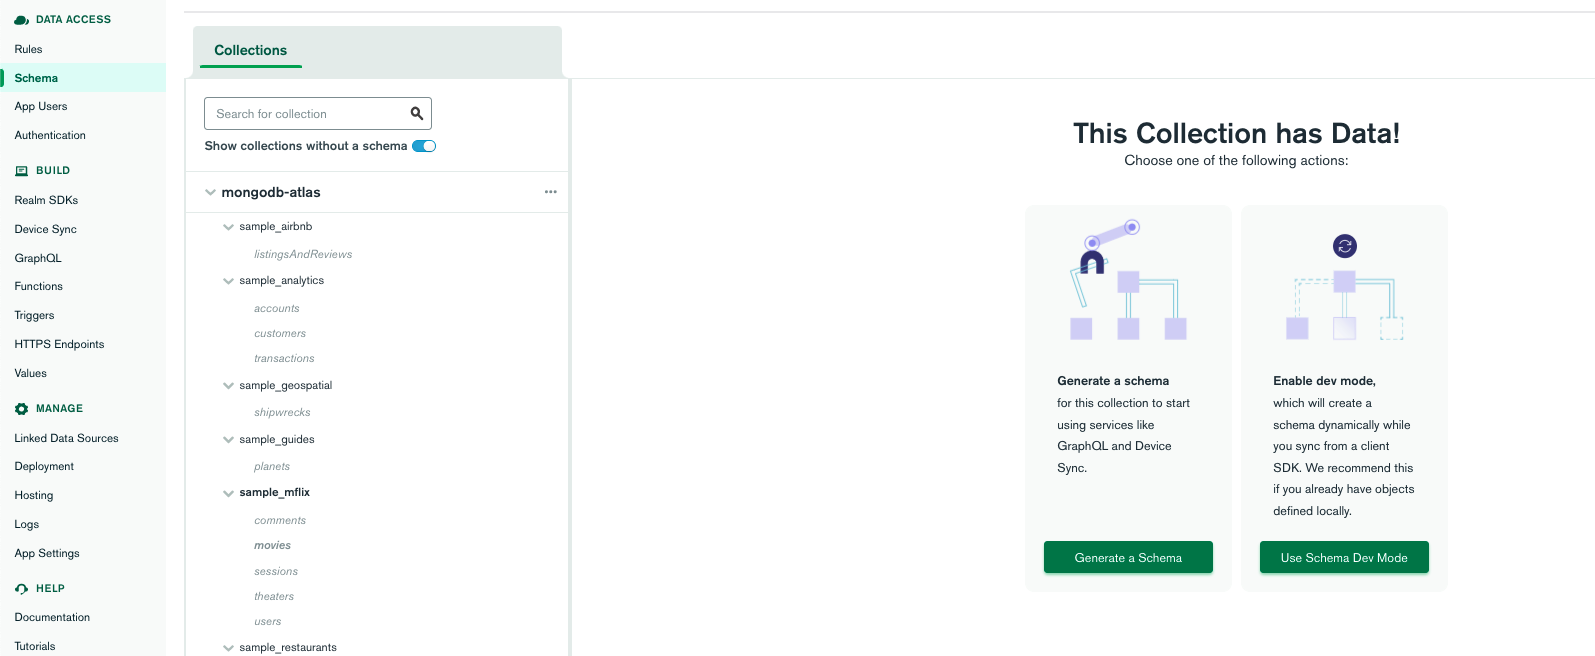 DATA ACCESS
Rules
Schema
App Users
Authentication
BUILD
Realm SDKs
Device Sync
GraphQL
Functions
Triggers
HTTPS Endpoints
Values
MANAGE
Linked Data Sources
Deployment
Hosting
Logs
App Settings
HELP
Documentation
Tutorials
Collections
Search for collection
Show collections without a schema
mongodb-atlas
sample_airbnb
listingsAndReviews
sample_analytics
accounts
customers
transactions
sample_geospatial
shipwrecks
sample_guides
planets
sample_mflix
comments
movies
sessions
theaters
users
sample_restaurants
This Collection has Data!
Choose one of the following actions:
Generate a schema
for this collection to start
using services like
GraphQL and Device
Sync.
Generate a Schema
Enable dev mode,
which will create a
schema dynamically while
you sync from a client
SDK. We recommend this
if you already have objects
defined locally.
Use Schema Dev Mode